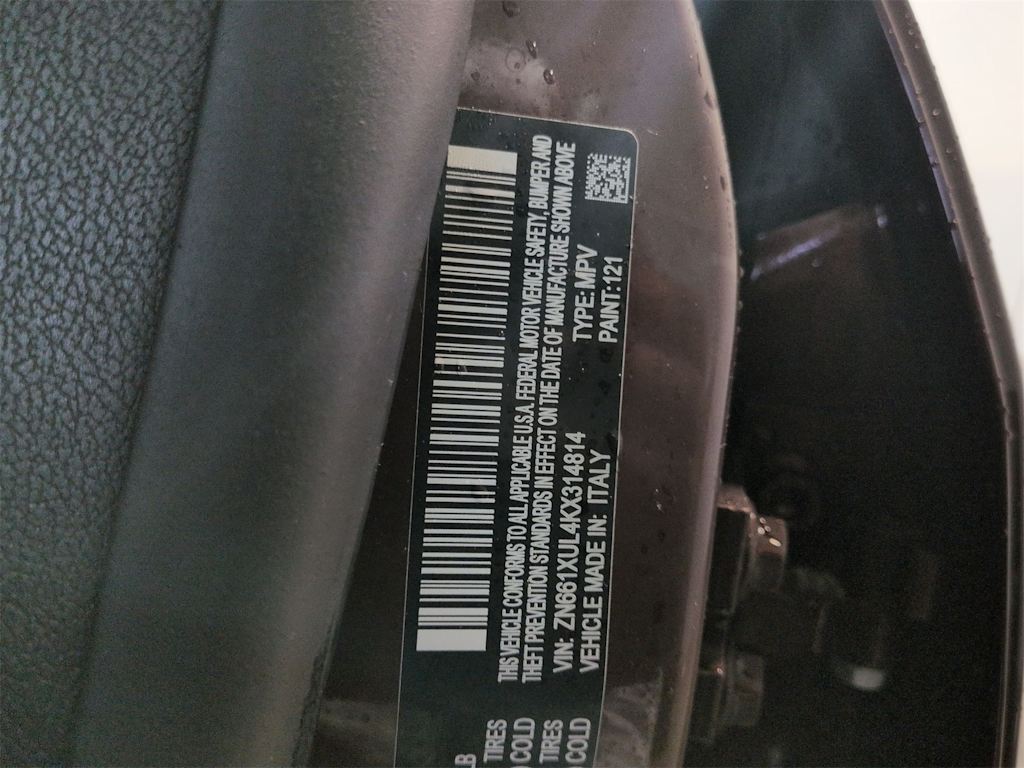 THIS VEHICLE CONFORMS TO ALL APPLICABLE U.S.A. FEDERAL MOTOR VEHICLE SAFETY, BUMPER AND
THEFT PREVENTION STANDARDS IN EFFECT ON THE DATE OF MANUFACTURE SHOWN ABOVE
VIN: ZN661XUL4KX314814 TYPE: MPV
VEHICLE MADE IN: ITALY PAINT: 121
LB
TIRES
COLD
TIRES
COLD